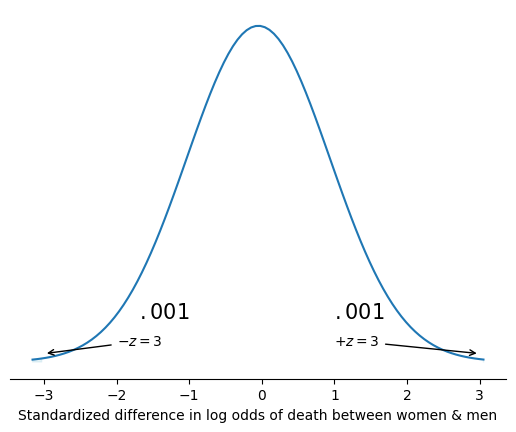 .001 .001
−z = 3 +z = 3
−3 −2 −1 0 1 2 3
Standardized difference in log odds of death between women & men